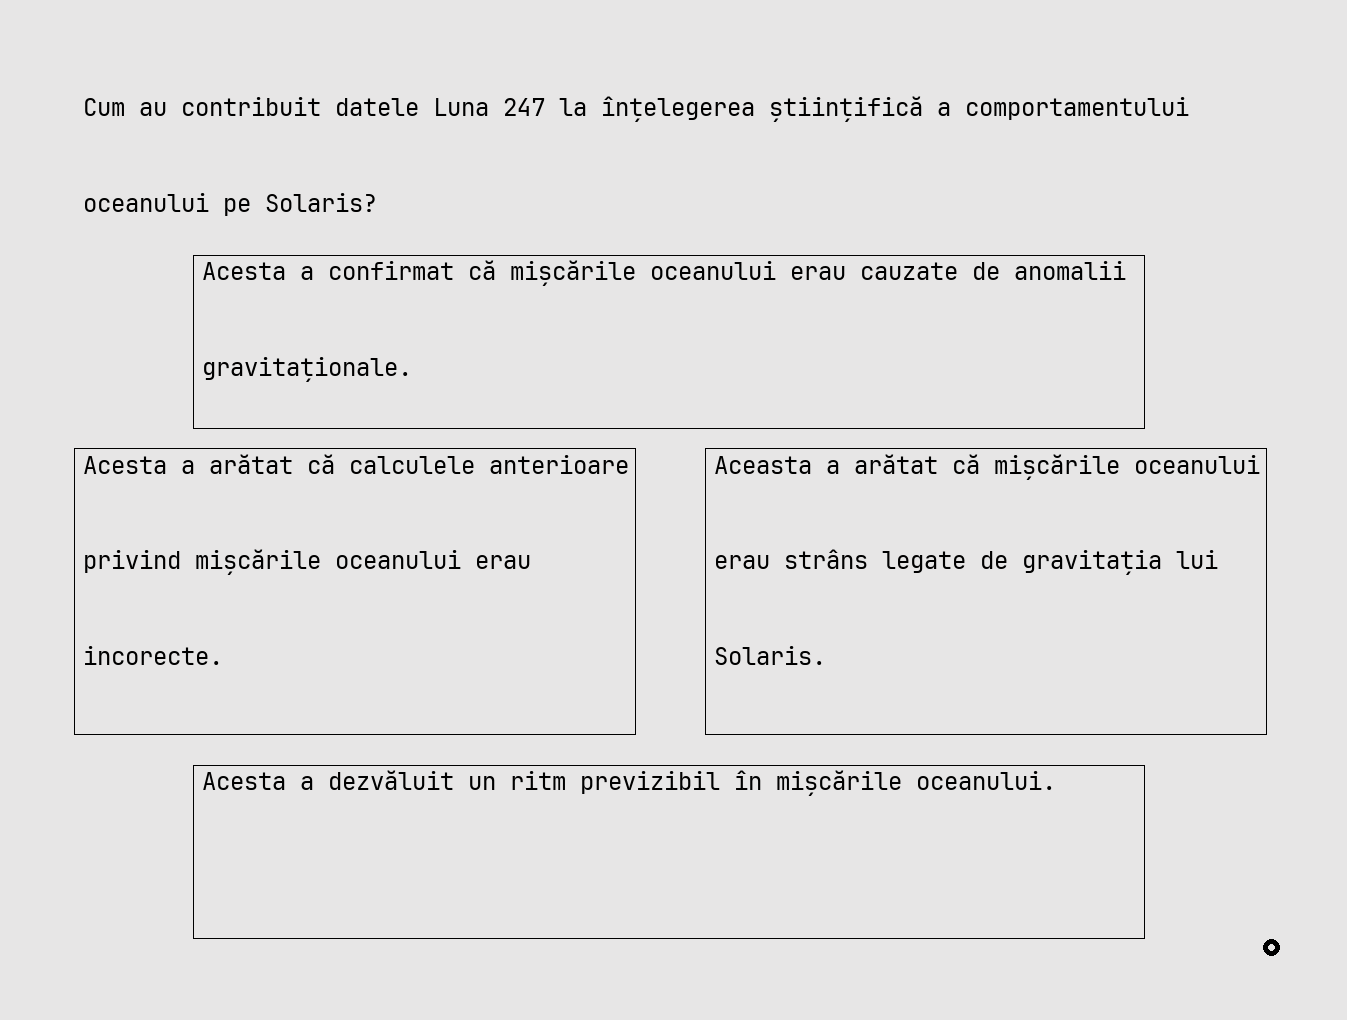 Cum au contribuit datele Luna 247 la înțelegerea științifică a comportamentului
oceanului pe Solaris?
Acesta a confirmat că mișcările oceanului erau cauzate de anomalii
gravitaționale.
Acesta a arătat că calculele anterioare
privind mișcările oceanului erau
incorecte.
Aceasta a arătat că mișcările oceanului
erau strâns legate de gravitația lui
Solaris.
Acesta a dezvăluit un ritm previzibil în mișcările oceanului.